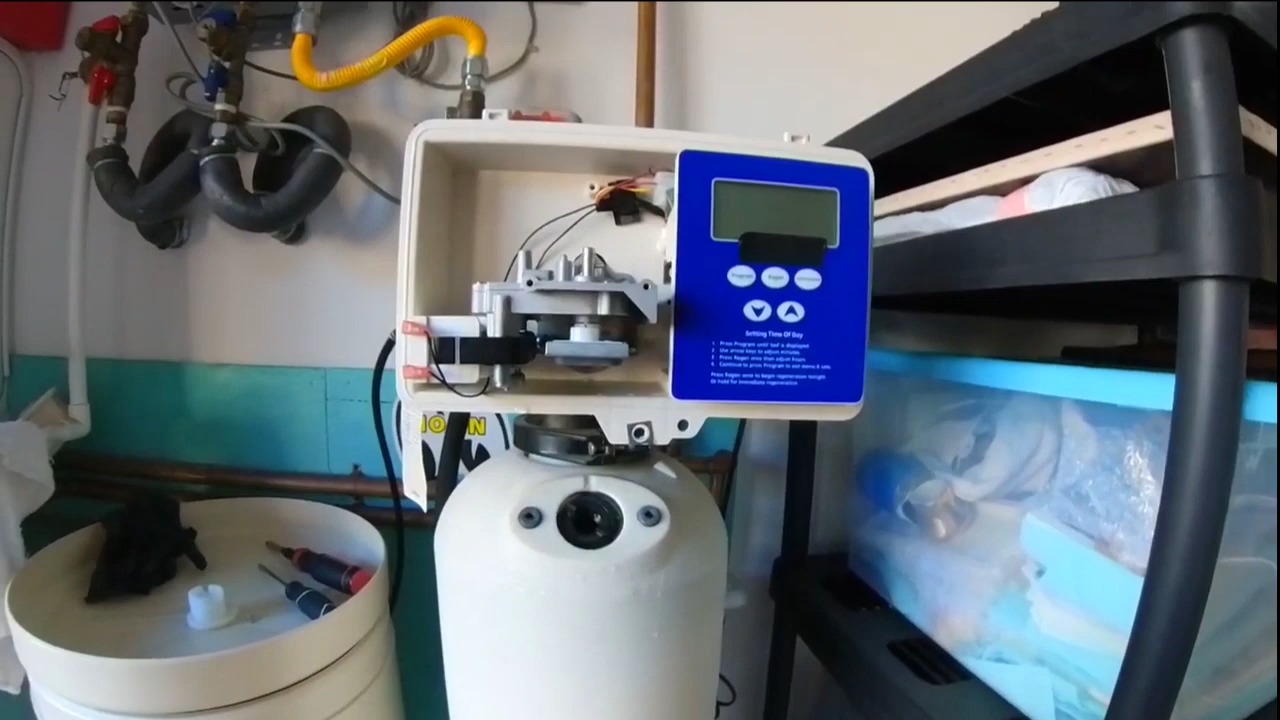 Program
Regen
Setting Time Of Day
1. Press Program until 'tod' is displayed
2. Use arrow keys to adjust minutes
3. Press Regen once then adjust hours
4. Continue to press Program to exit menu & save
Press Regen once to begin regeneration tonight
Or hold for immediate regeneration